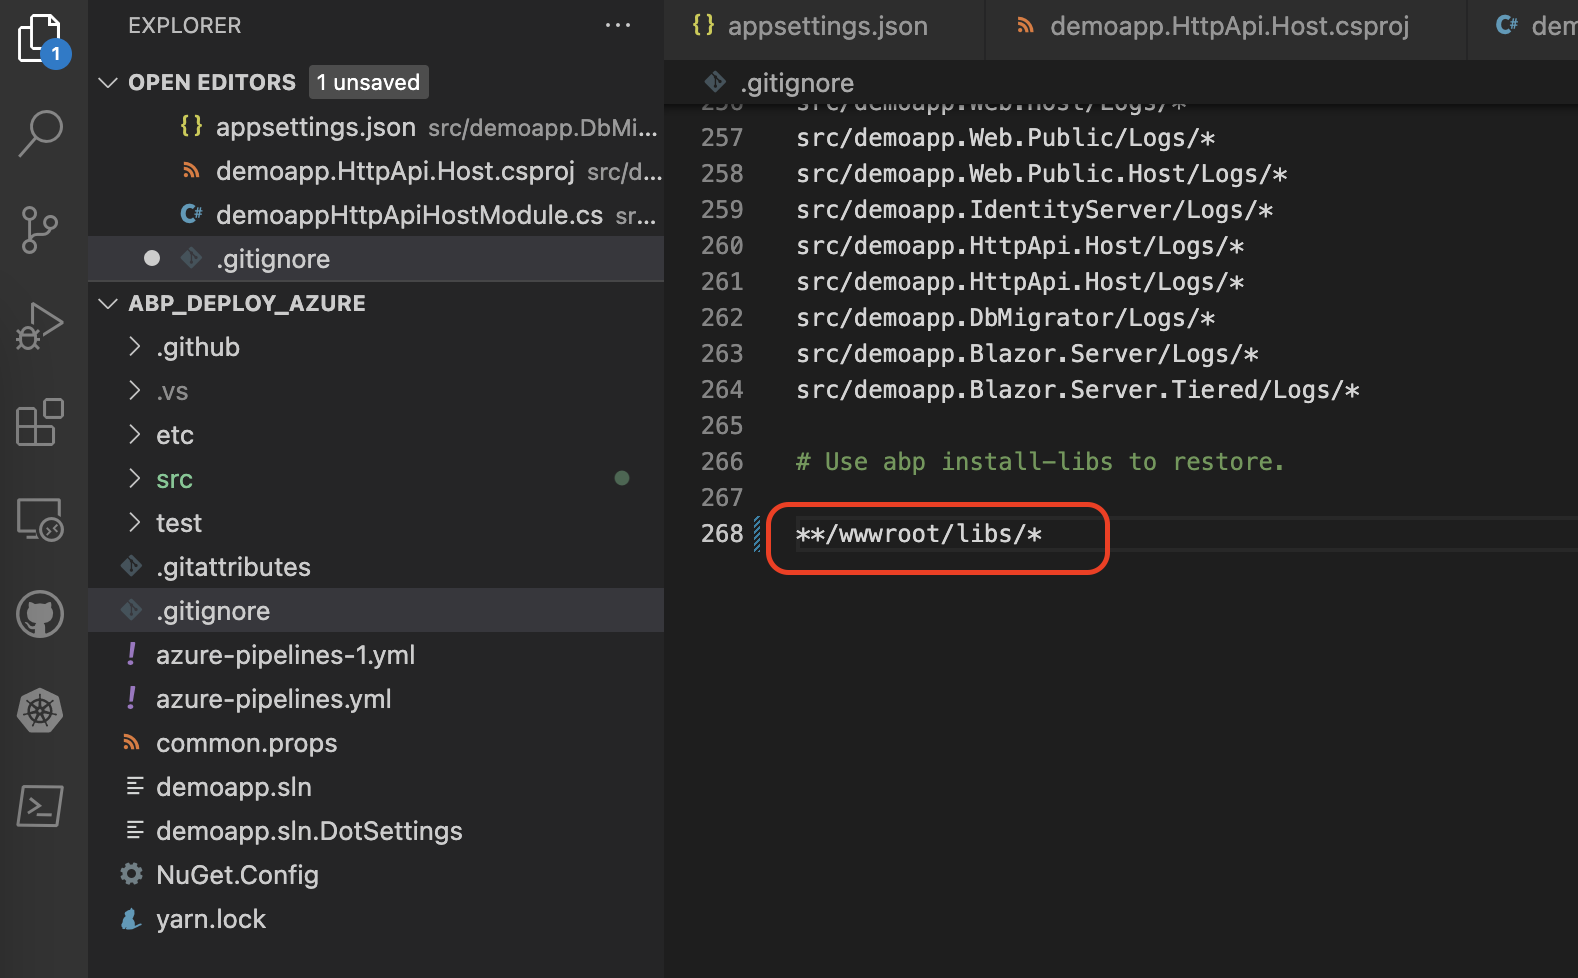 1
EXPLORER
OPEN EDITORS 1 unsaved
appsettings.json src/demoapp.DbMi...
demoapp.HttpApi.Host.csproj src/d...
demoappHttpApiHostModule.cs sr...
.gitignore
ABP_DEPLOY_AZURE
.github
.vs
etc
src
test
.gitattributes
.gitignore
azure-pipelines-1.yml
azure-pipelines.yml
common.props
demoapp.sln
demoapp.sln.DotSettings
NuGet.Config
yarn.lock
{} appsettings.json demoapp.HttpApi.Host.csproj C# dem
.gitignore
256 src/demoapp.Web.Host/Logs/*
257 src/demoapp.Web.Public/Logs/*
258 src/demoapp.Web.Public.Host/Logs/*
259 src/demoapp.IdentityServer/Logs/*
260 src/demoapp.HttpApi.Host/Logs/*
261 src/demoapp.HttpApi.Host/Logs/*
262 src/demoapp.DbMigrator/Logs/*
263 src/demoapp.Blazor.Server/Logs/*
264 src/demoapp.Blazor.Server.Tiered/Logs/*
265
266 # Use abp install-libs to restore.
267
268 **/wwwroot/libs/*